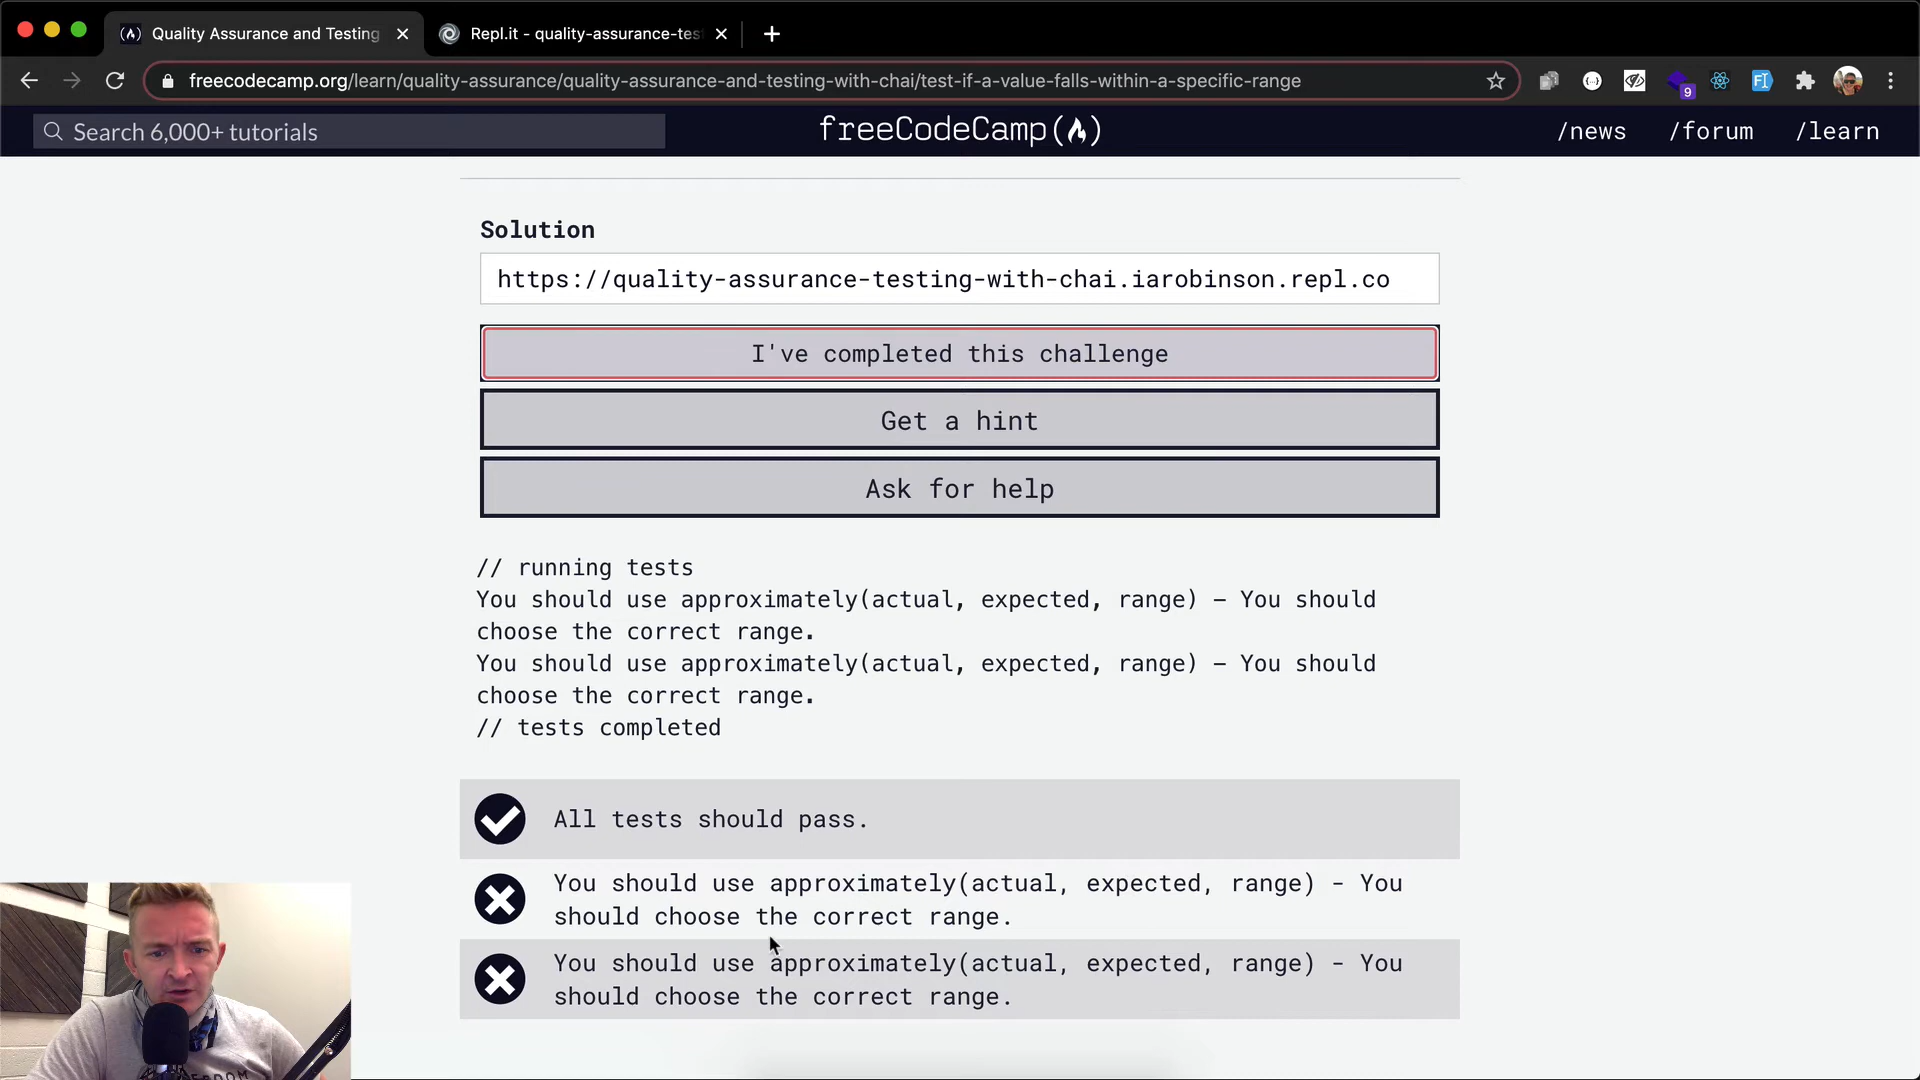 Quality Assurance and Testing
Repl.it - quality-assurance-tes
freecodecamp.org/learn/quality-assurance/quality-assurance-and-testing-with-chai/test-if-a-value-falls-within-a-specific-range
9
Search 6,000+ tutorials
freeCodeCamp
/news
/forum
/learn
Solution
https://quality-assurance-testing-with-chai.iarobinson.repl.co
I've completed this challenge
Get a hint
Ask for help
// running tests
You should use approximately(actual, expected, range) – You should
choose the correct range.
You should use approximately(actual, expected, range) – You should
choose the correct range.
// tests completed
All tests should pass.
You should use approximately(actual, expected, range) - You
should choose the correct range.
You should use approximately(actual, expected, range) - You
should choose the correct range.